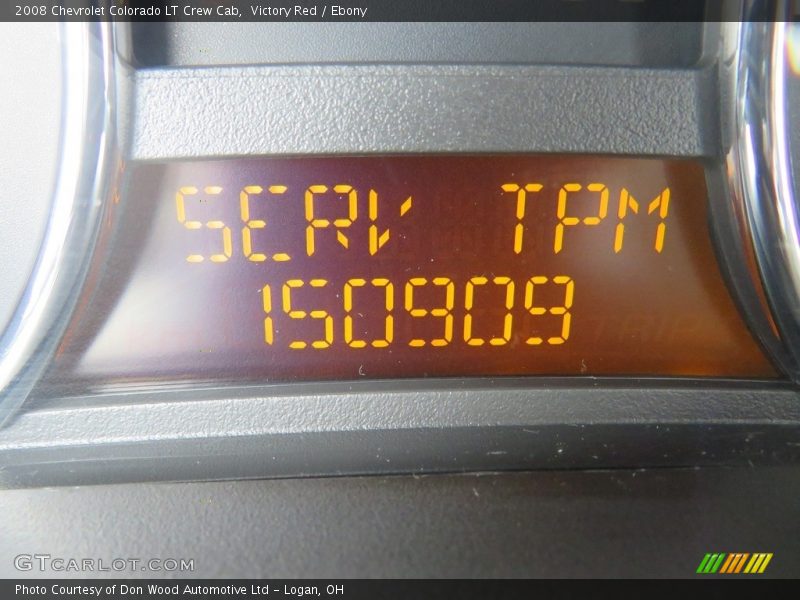 2008 Chevrolet Colorado LT Crew Cab, Victory Red / Ebony
SERV TPM
150909
GTCARLOT.COM
Photo Courtesy of Don Wood Automotive Ltd - Logan, OH